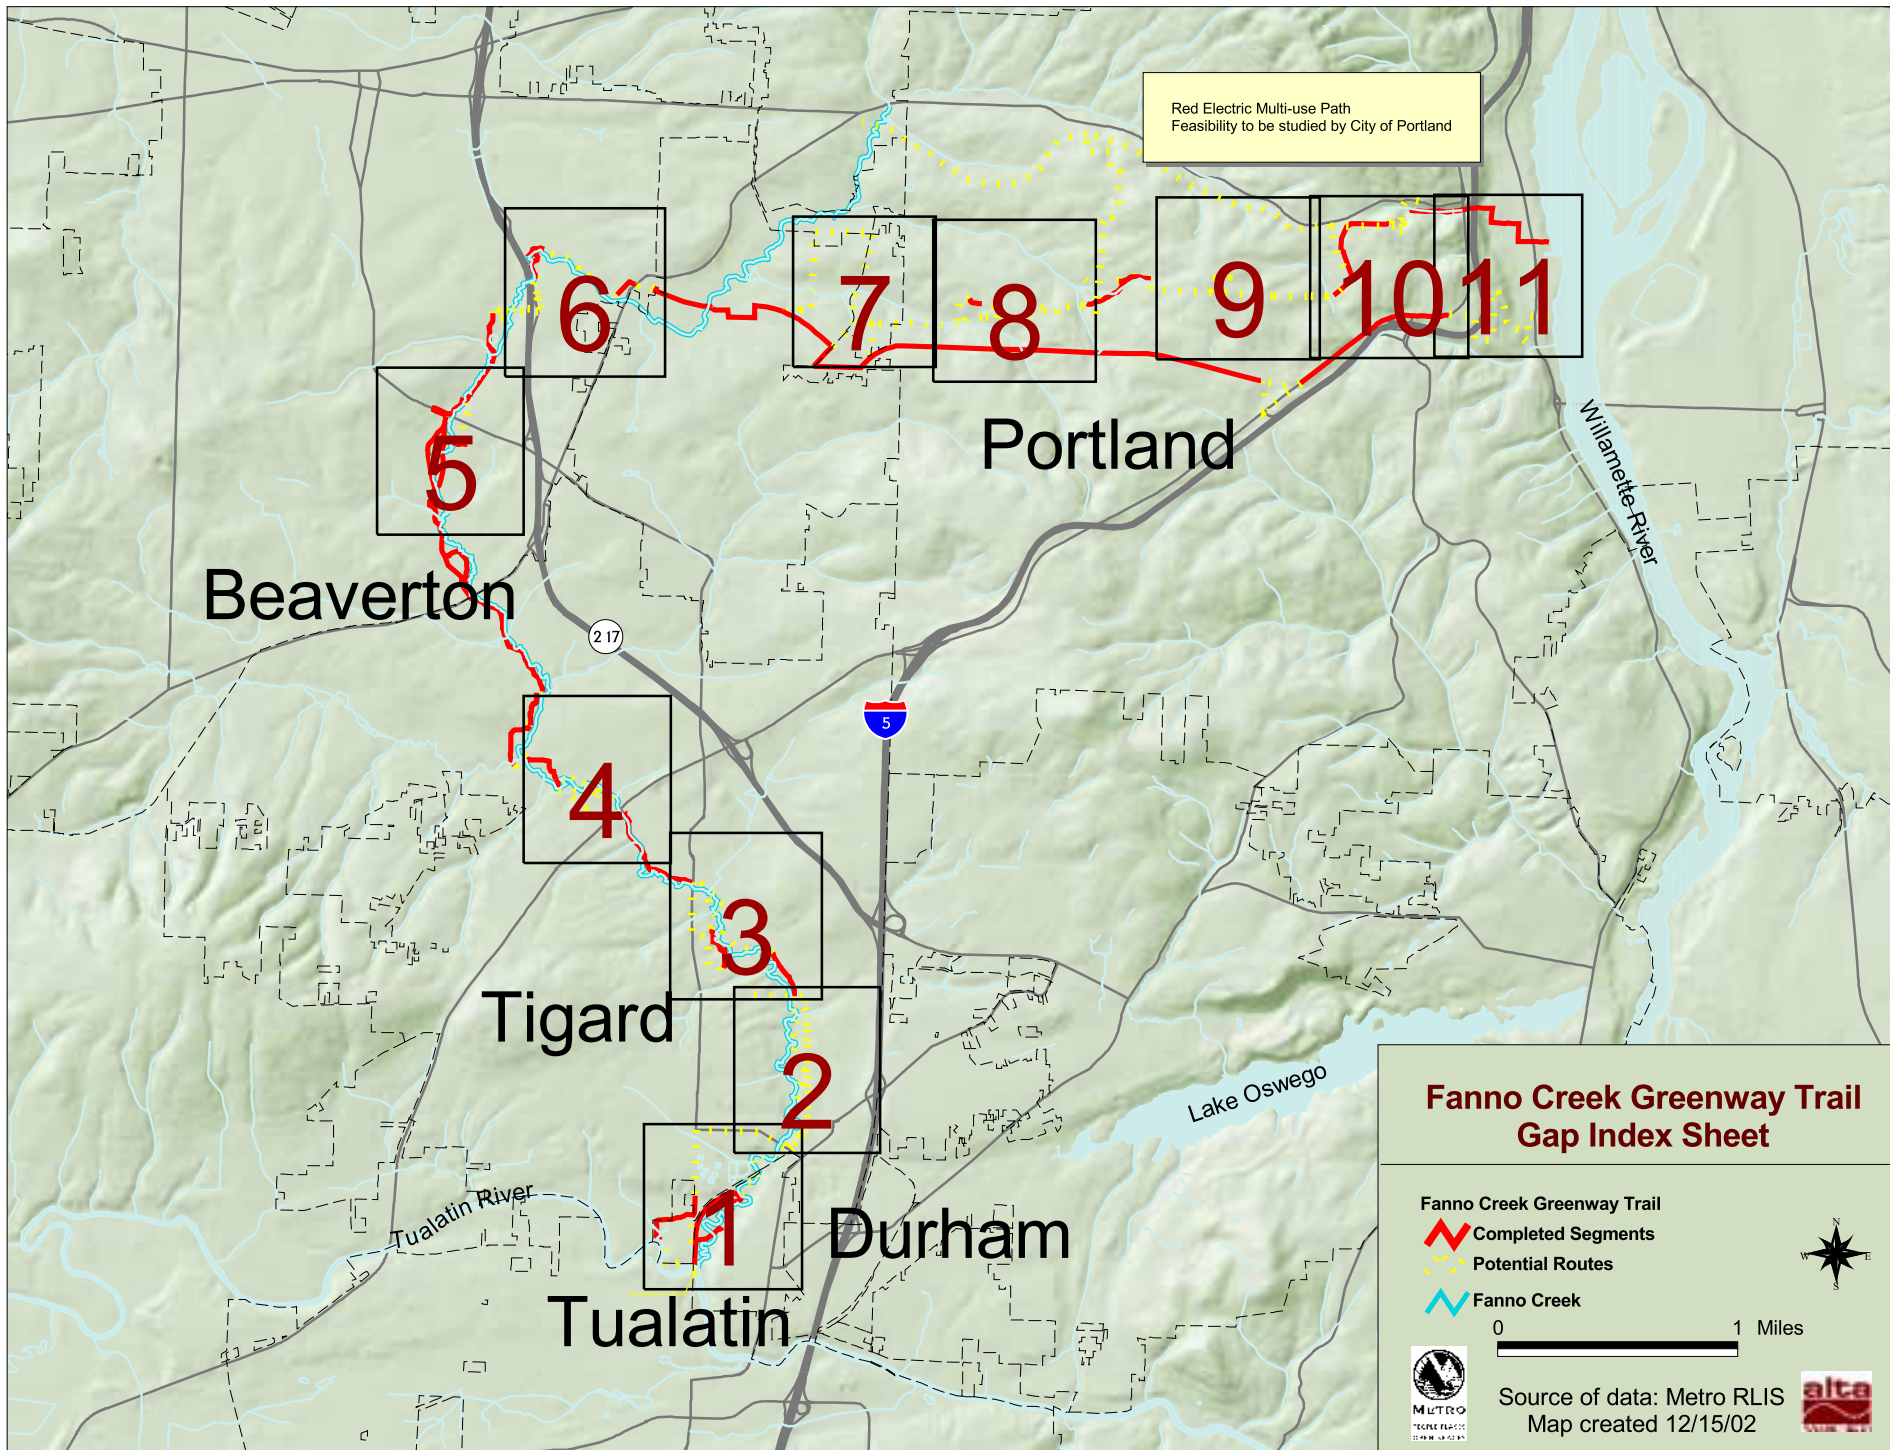 Red Electric Multi-use Path
Feasibility to be studied by City of Portland
6
7
8
9
10
11
5
Portland
Willamette River
Beaverton
2 17
5
4
3
Tigard
2
Lake Oswego
Tualatin River
1
Durham
Tualatin
Fanno Creek Greenway Trail
Gap Index Sheet
Fanno Creek Greenway Trail
Completed Segments
Potential Routes
Fanno Creek
N
W
E
S
0 1 Miles
METRO
Source of data: Metro RLIS
Map created 12/15/02
alta